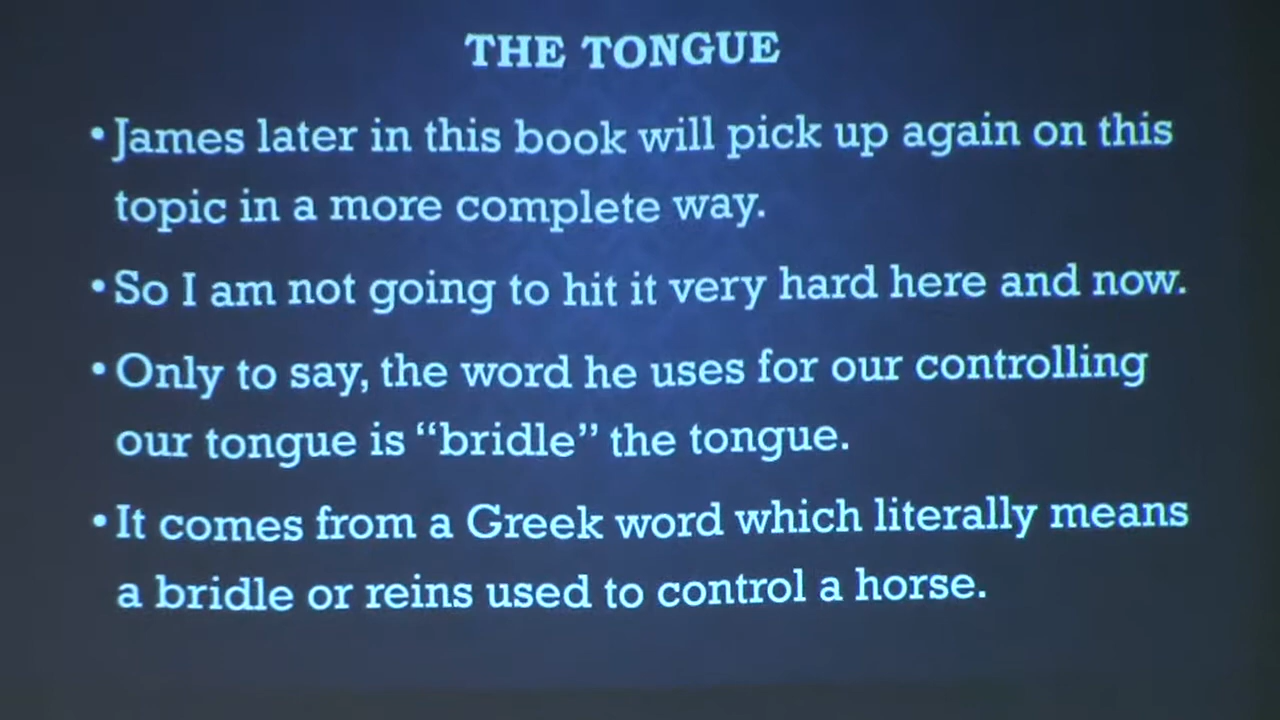 THE TONGUE
• James later in this book will pick up again on this
topic in a more complete way.
• So I am not going to hit it very hard here and now.
• Only to say, the word he uses for our controlling
our tongue is “bridle” the tongue.
• It comes from a Greek word which literally means
a bridle or reins used to control a horse.